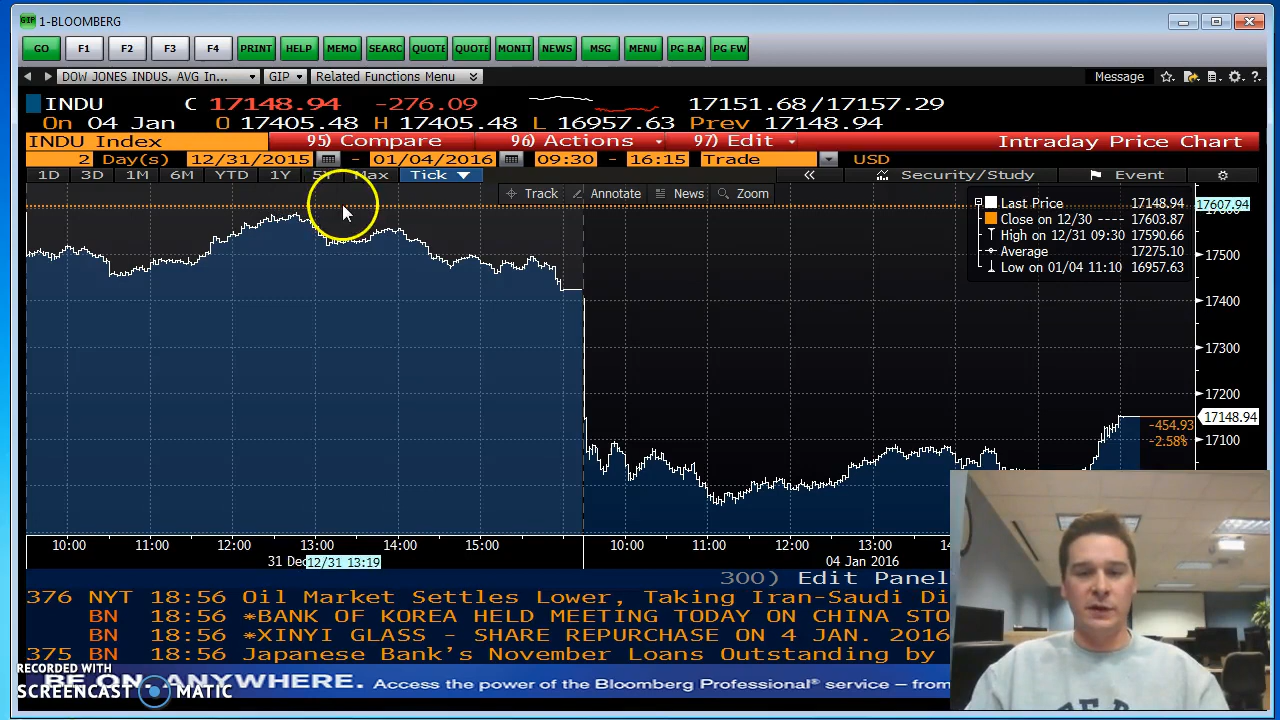 GIP 1-BLOOMBERG
GO F1 F2 F3 F4 PRINT HELP MEMO SEARC QUOTE QUOTE MONIT NEWS MSG MENU PG BA PG FW
DOW JONES INDUS. AVG In... GIP Related Functions Menu Message
INDU C 17148.94 -276.09 17151.68/17157.29
On 04 Jan O 17405.48 H 17405.48 L 16957.63 Prev 17148.94
INDU Index 95) Compare 96) Actions 97) Edit Intraday Price Chart
2 Day(s) 12/31/2015 - 01/04/2016 09:30 - 16:15 Trade USD
1D 3D 1M 6M YTD 1Y 5Y Max Tick Security/Study Event
Track Annotate News Zoom
Last Price 17148.94
Close on 12/30 ---- 17603.87
High on 12/31 09:30 17590.66
Average 17275.10
Low on 01/04 11:10 16957.63
17607.94
17500
17400
17300
17200
17148.94
-454.93
-2.58%
17100
10:00 11:00 12:00 13:00 14:00 15:00 10:00 11:00 12:00 13:00
31 Dec 12/31 13:19 04 Jan 2016
300) Edit Panel
376 NYT 18:56 Oil Market Settles Lower, Taking Iran-Saudi Di
BN 18:56 *BANK OF KOREA HELD MEETING TODAY ON CHINA STO
BN 18:56 *XINYI GLASS - SHARE REPURCHASE ON 4 JAN. 2016
375 BN 18:54 Japanese Bank's November Loans Outstanding by
RECORDED WITH
SCREENCAST MATIC
BE ON ANYWHERE. Access the power of the Bloomberg Professional® service – from